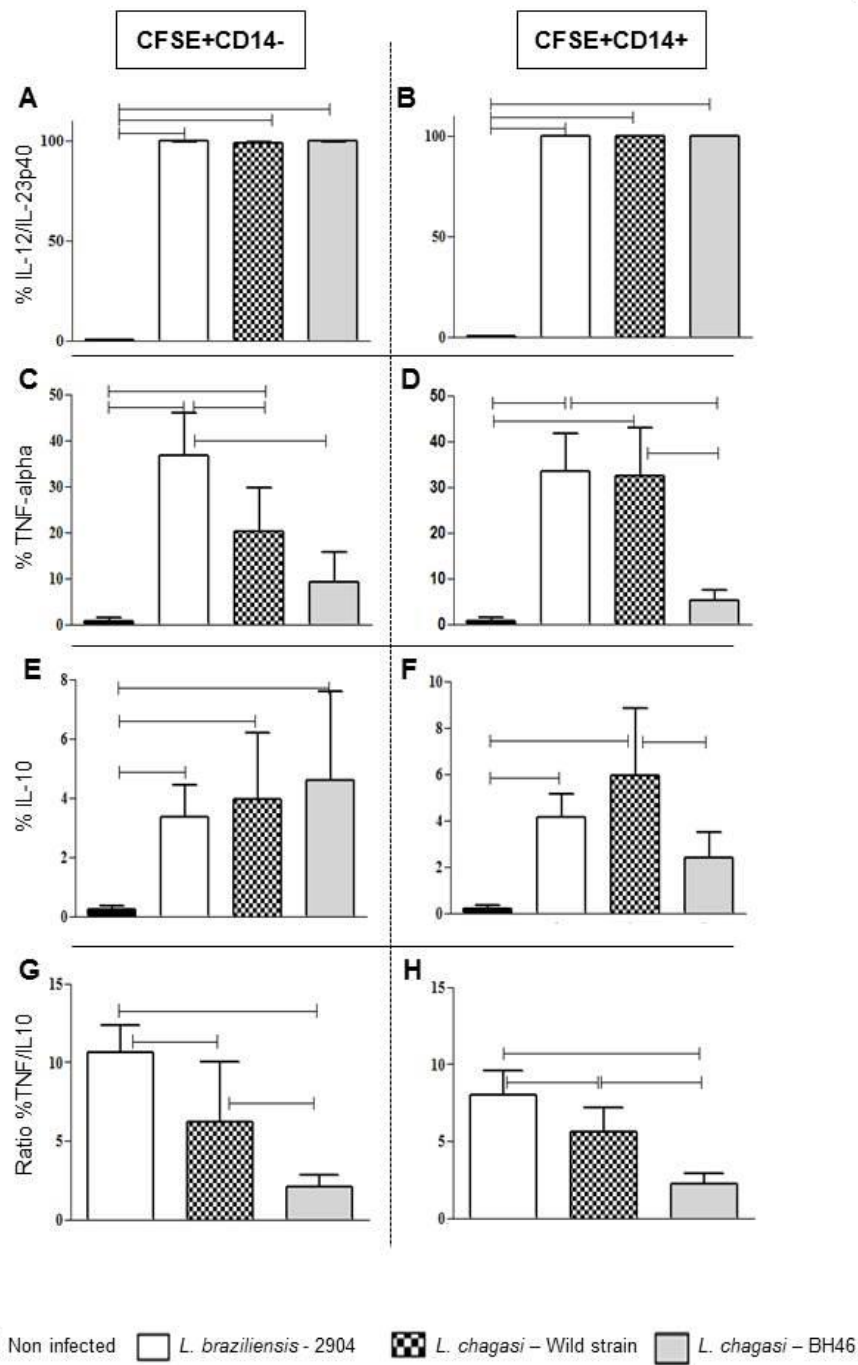 CFSE+CD14-
CFSE+CD14+
A
B
% IL-12/IL-23p40
100
50
0
100
50
0
C
D
% TNF-alpha
50
40
30
20
10
0
50
40
30
20
10
0
E
F
% IL-10
8
6
4
2
0
10
8
6
4
2
0
G
H
Ratio %TNF/IL10
15
10
5
0
15
10
5
0
Non infected
L. braziliensis - 2904
L. chagasi – Wild strain
L. chagasi – BH46